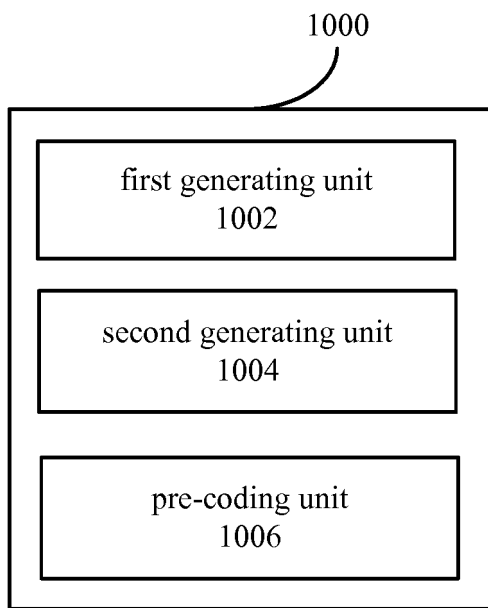 1000
first generating unit
1002
second generating unit
1004
pre-coding unit
1006